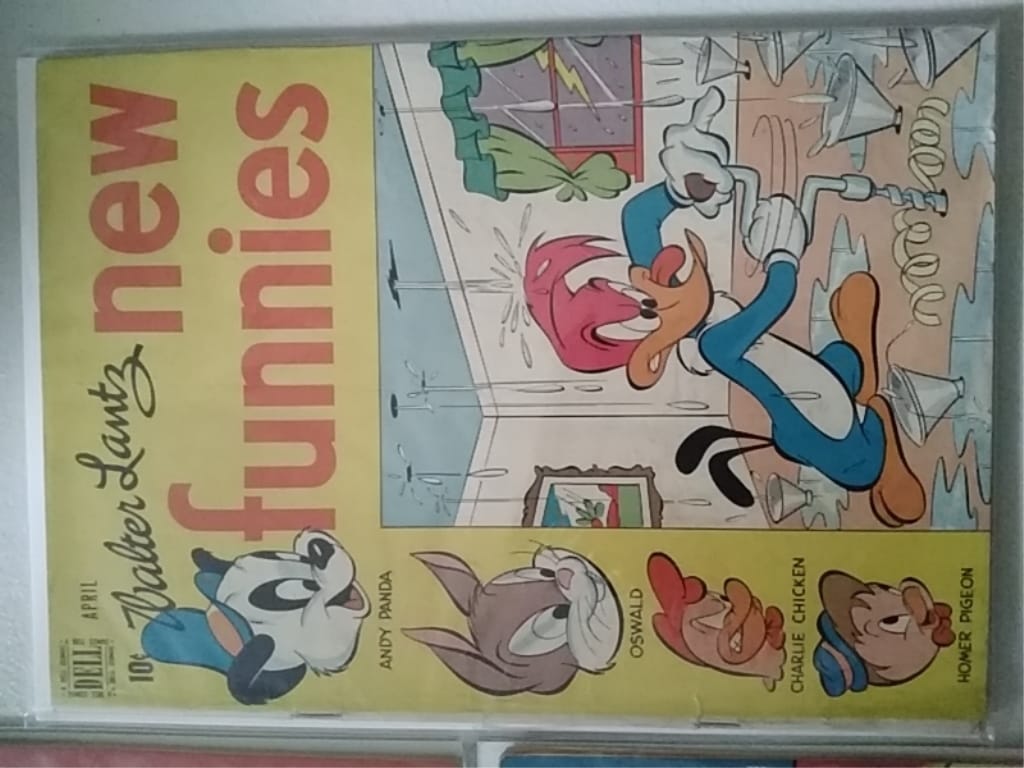 DELL
APRIL
10¢
Walter Lantz
new
funnies
ANDY PANDA
OSWALD
CHARLIE CHICKEN
HOMER PIGEON